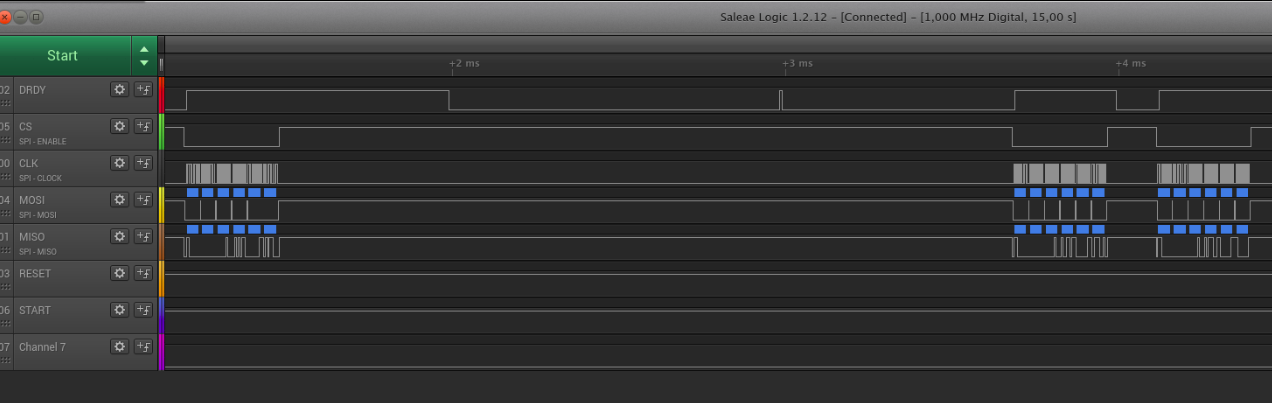 Saleae Logic 1.2.12 – [Connected] – [1,000 MHz Digital, 15,00 s]
Start
+2 ms
+3 ms
+4 ms
02 DRDY
05 CS
SPI - ENABLE
00 CLK
SPI - CLOCK
04 MOSI
SPI - MOSI
01 MISO
SPI - MISO
03 RESET
06 START
07 Channel 7